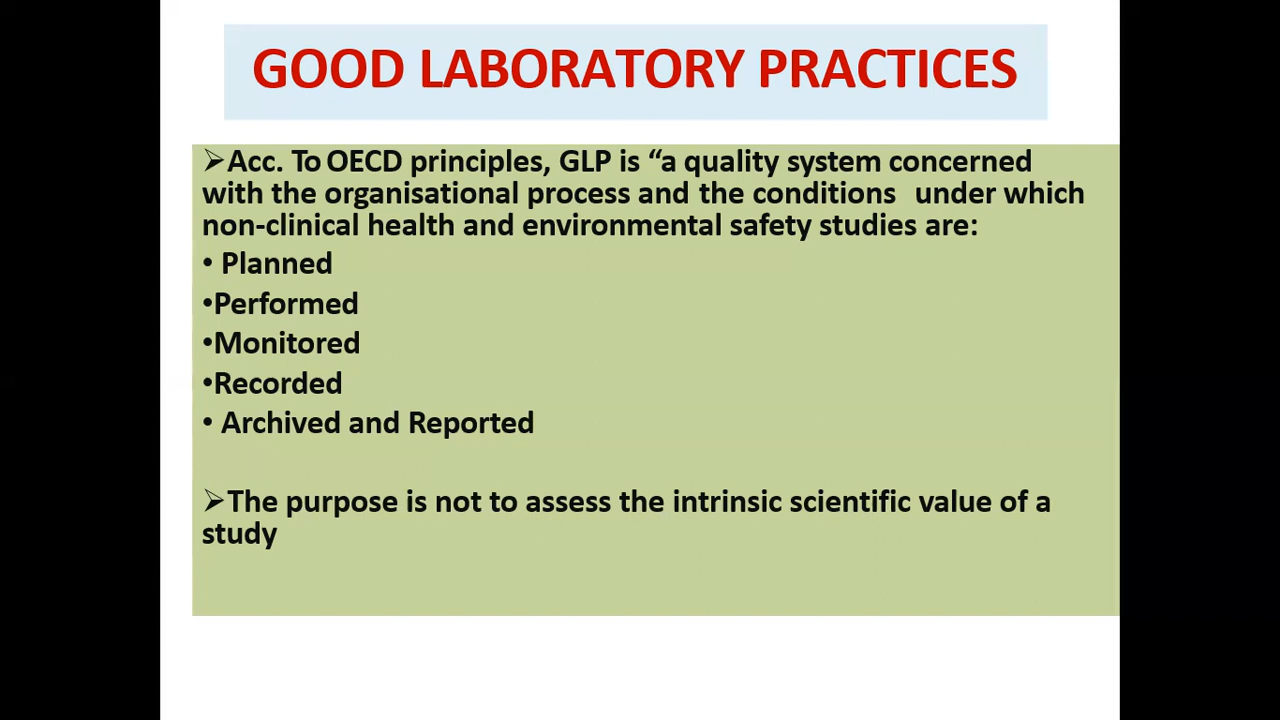 GOOD LABORATORY PRACTICES
➢Acc. To OECD principles, GLP is “a quality system concerned
with the organisational process and the conditions under which
non-clinical health and environmental safety studies are:
• Planned
•Performed
•Monitored
•Recorded
• Archived and Reported
➢The purpose is not to assess the intrinsic scientific value of a
study